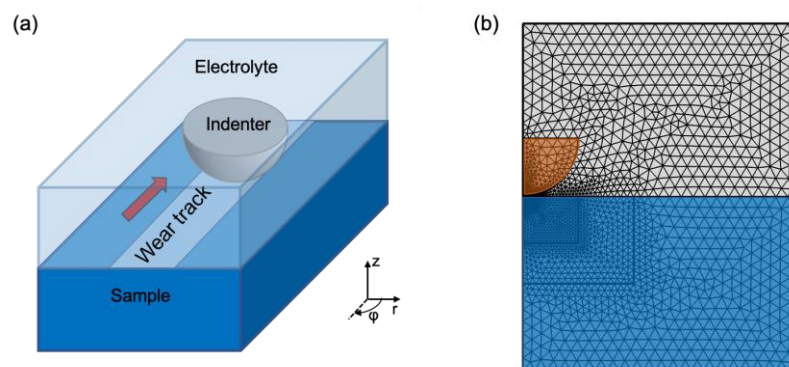 (a)
Electrolyte
Indenter
Wear track
Sample
z
r
φ
(b)